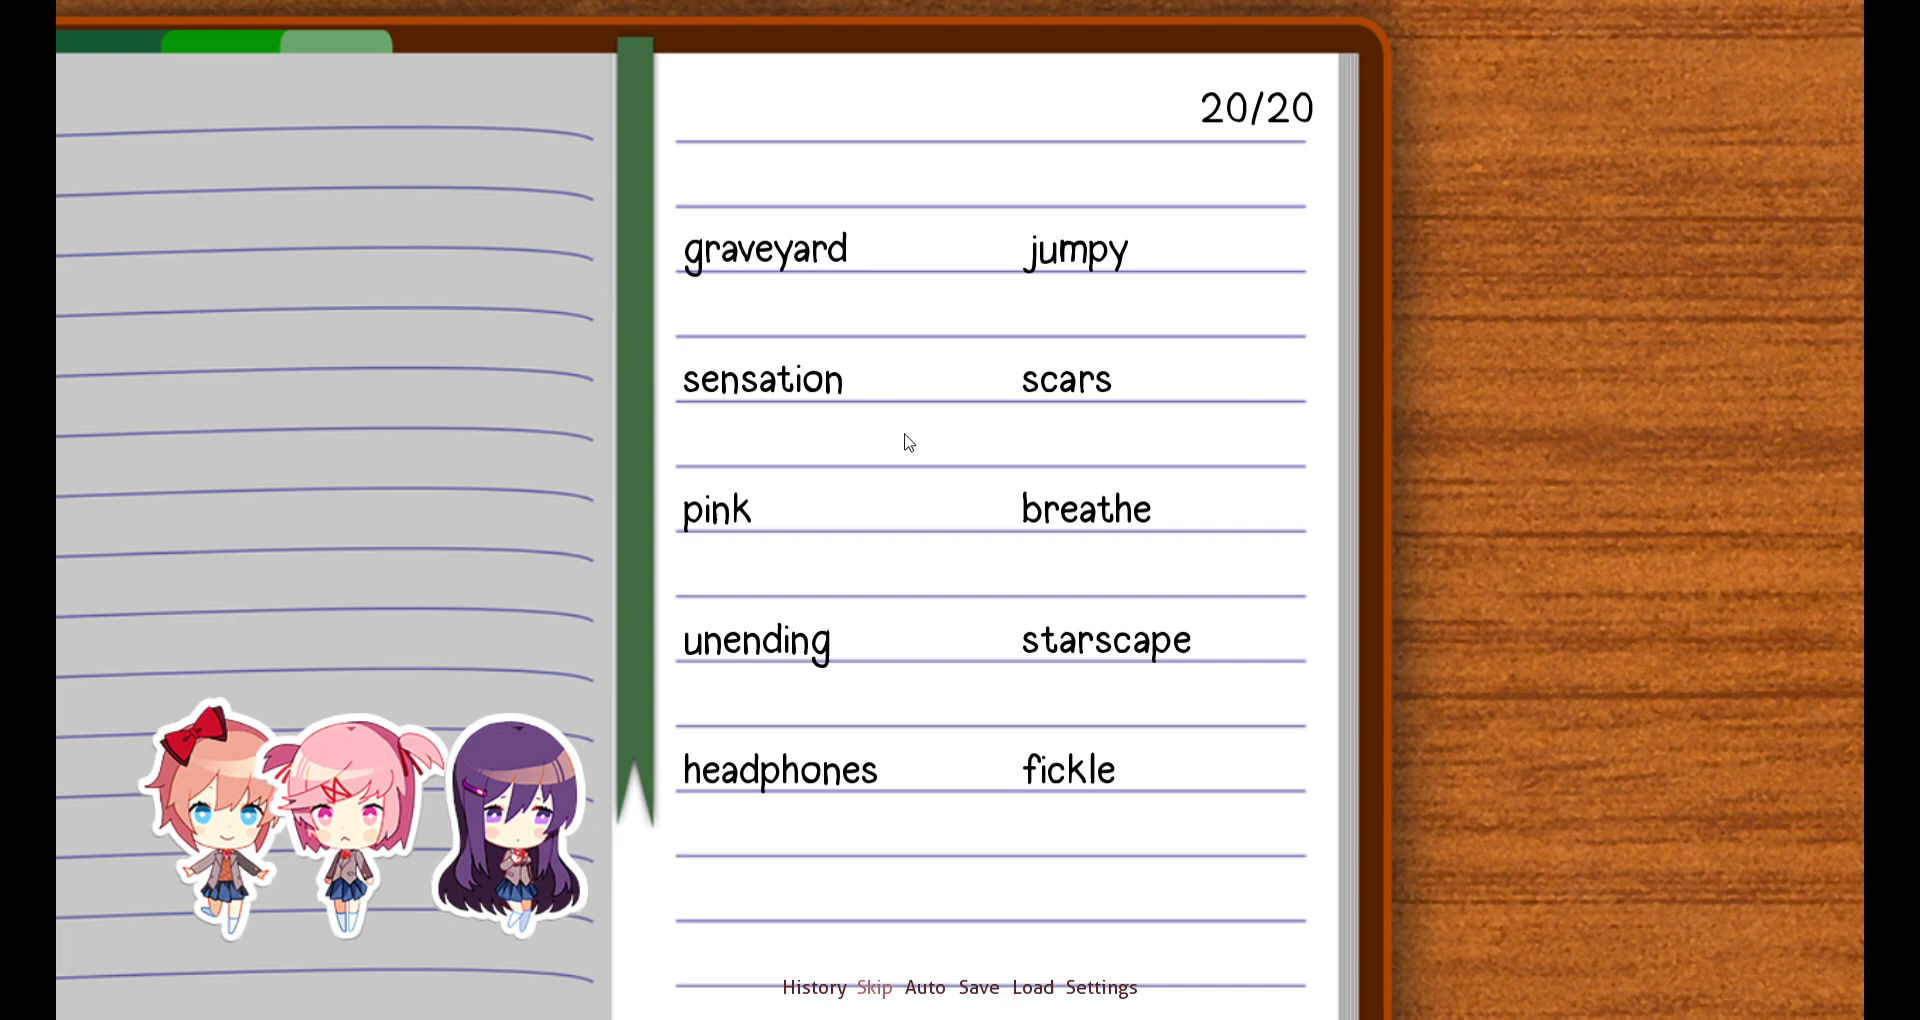 20/20
graveyard jumpy
sensation scars
pink breathe
unending starscape
headphones fickle
History Skip Auto Save Load Settings